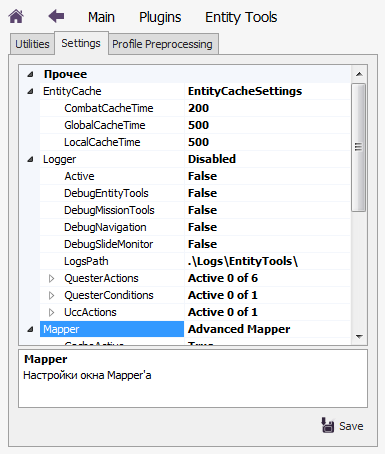 Main Plugins Entity Tools
Utilities Settings Profile Preprocessing
Прочее
EntityCache EntityCacheSettings
CombatCacheTime 200
GlobalCacheTime 500
LocalCacheTime 500
Logger Disabled
Active False
DebugEntityTools False
DebugMissionTools False
DebugNavigation False
DebugSlideMonitor False
LogsPath .\Logs\EntityTools\
QuesterActions Active 0 of 6
QuesterConditions Active 0 of 1
UccActions Active 0 of 1
Mapper Advanced Mapper
CacheActive True
Mapper
Настройки окна Mapper'а
Save